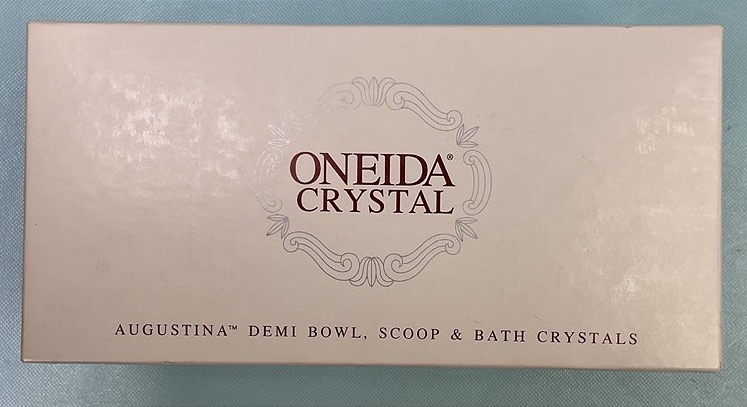 ONEIDA®
CRYSTAL
AUGUSTINA™ DEMI BOWL, SCOOP & BATH CRYSTALS